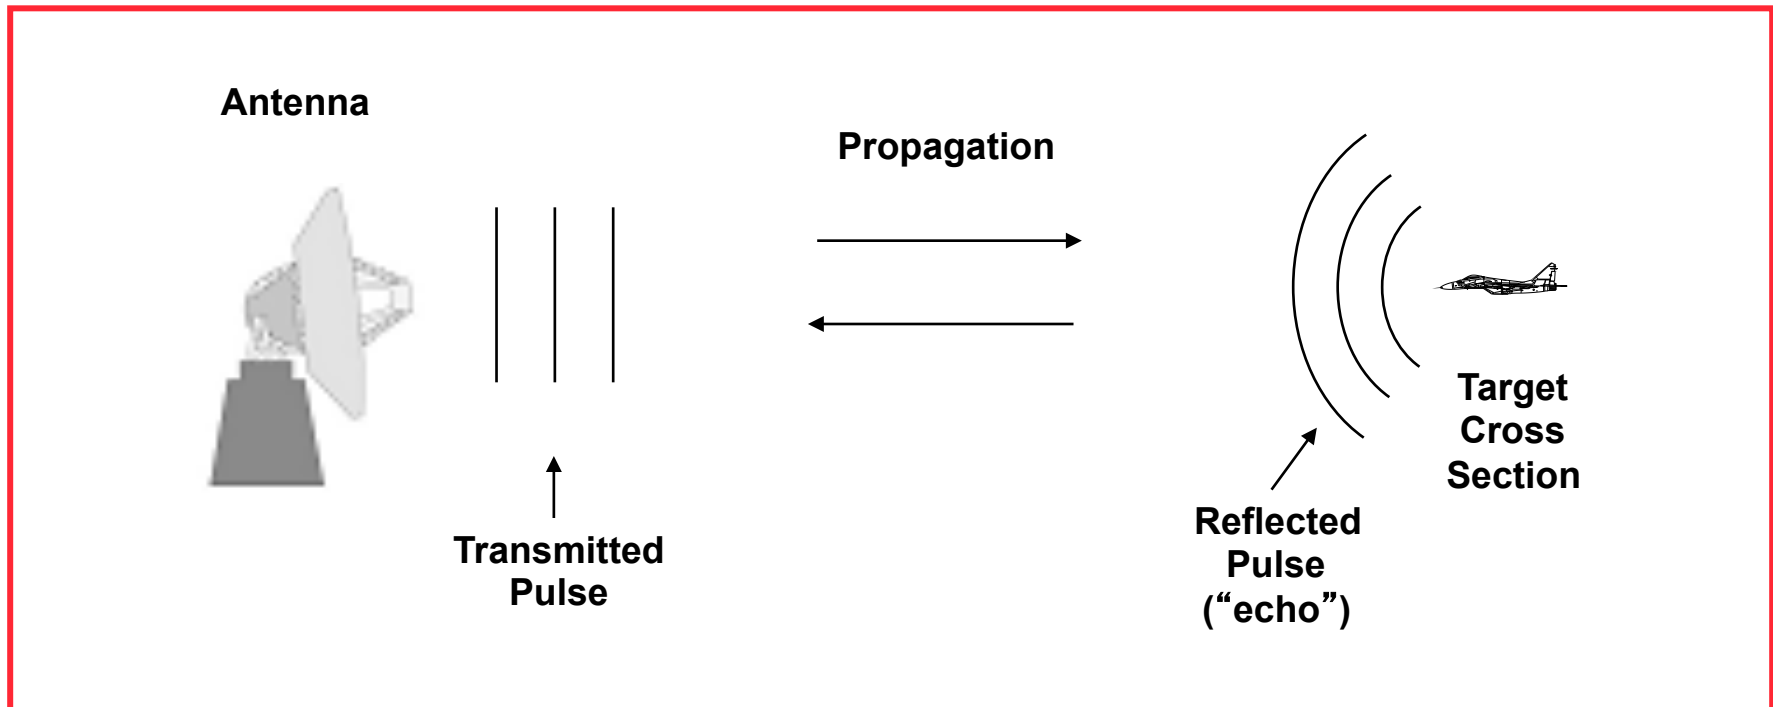 Antenna
Propagation
Transmitted
Pulse
Reflected
Pulse
(“echo”)
Target
Cross
Section